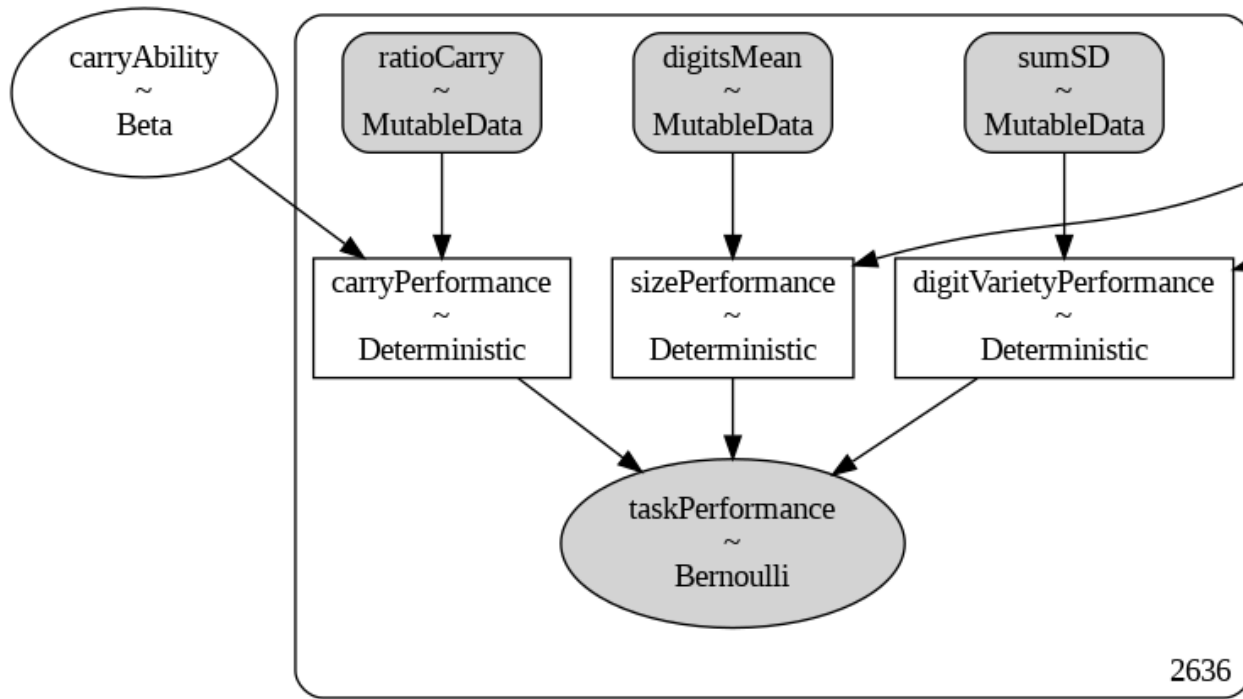 carryAbility
~
Beta
ratioCarry
~
MutableData
digitsMean
~
MutableData
sumSD
~
MutableData
carryPerformance
~
Deterministic
sizePerformance
~
Deterministic
digitVarietyPerformance
~
Deterministic
taskPerformance
~
Bernoulli
2636